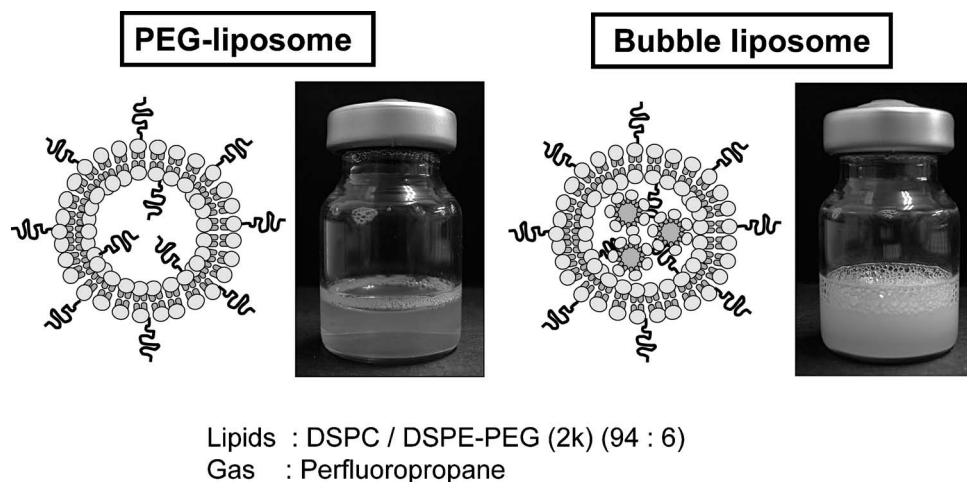 PEG-liposome
Bubble liposome
Lipids : DSPC / DSPE-PEG (2k) (94 : 6)
Gas : Perfluoropropane